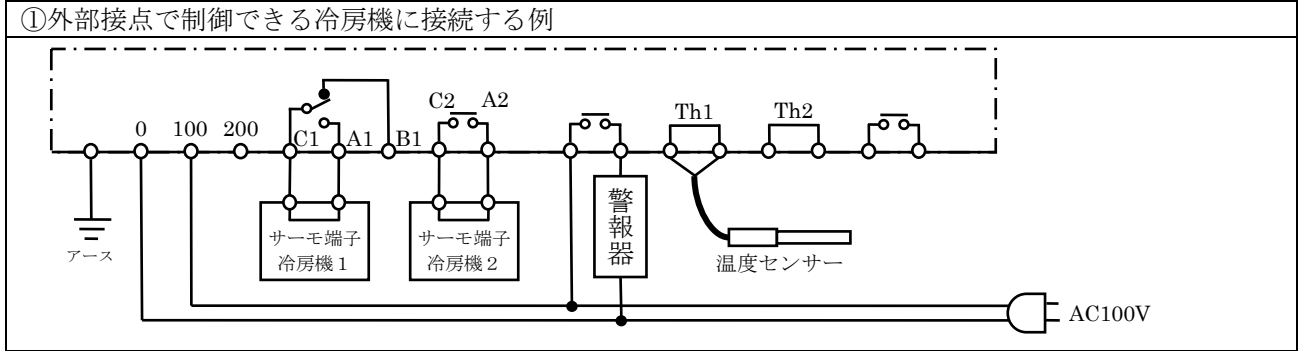 ①外部接点で制御できる冷房機に接続する例
C2 A2
Th1
Th2
0 100 200
C1 A1 B1
アース
サーモ端子
冷房機１
サーモ端子
冷房機２
警報器
温度センサー
AC100V